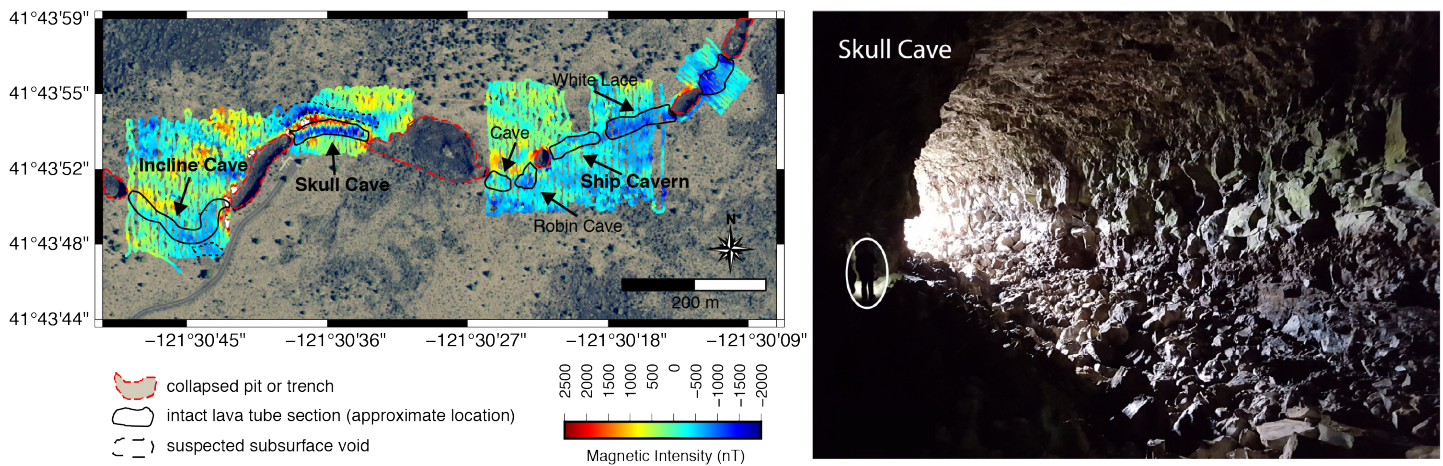 41°43'59"
41°43'55"
41°43'52"
41°43'48"
41°43'44"
White Lace
Cave
Incline Cave
Skull Cave
Ship Cavern
Robin Cave
N
200 m
−121°30'45"
−121°30'36"
−121°30'27"
−121°30'18"
−121°30'09"
collapsed pit or trench
intact lava tube section (approximate location)
suspected subsurface void
2500
2000
1500
1000
500
0
−500
−1000
−1500
−2000
Magnetic Intensity (nT)
Skull Cave